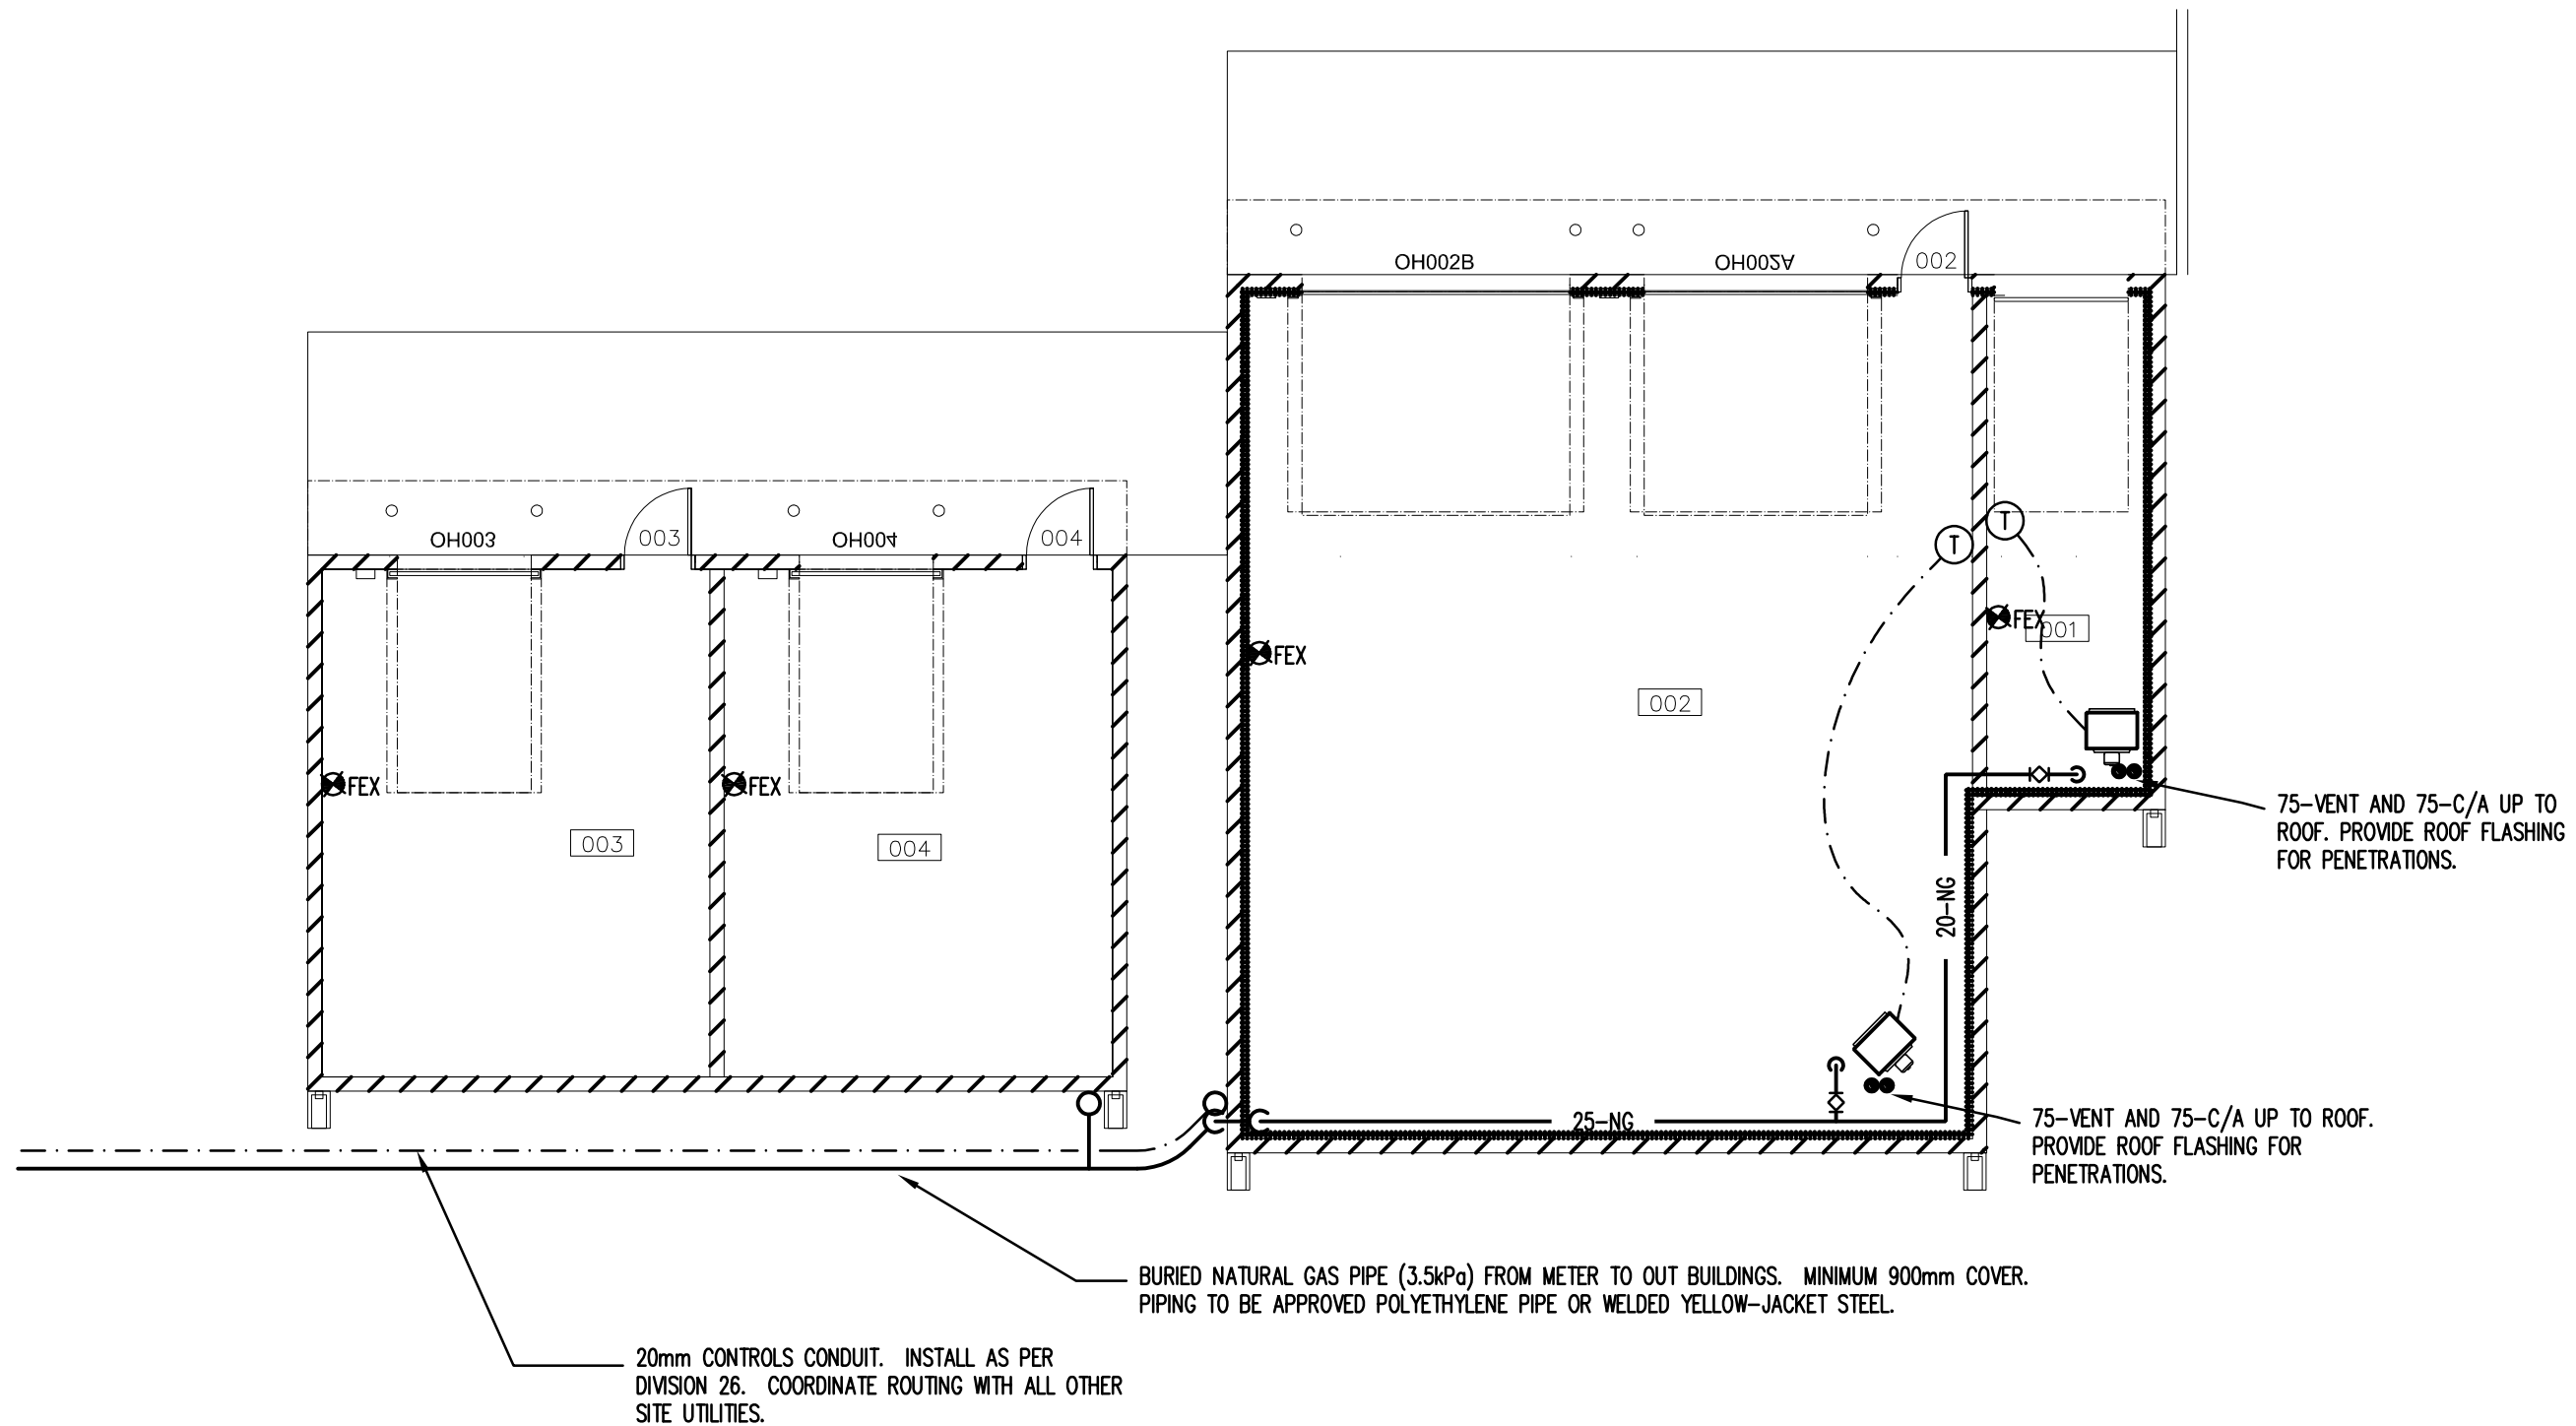 OH002B
OH002A
002
OH003
003
OH004
004
T
T
FEX
001
FEX
002
FEX
FEX
003
004
75-VENT AND 75-C/A UP TO
ROOF. PROVIDE ROOF FLASHING
FOR PENETRATIONS.
20-NG
25-NG
75-VENT AND 75-C/A UP TO ROOF.
PROVIDE ROOF FLASHING FOR
PENETRATIONS.
BURIED NATURAL GAS PIPE (3.5kPa) FROM METER TO OUT BUILDINGS. MINIMUM 900mm COVER.
PIPING TO BE APPROVED POLYETHYLENE PIPE OR WELDED YELLOW-JACKET STEEL.
20mm CONTROLS CONDUIT. INSTALL AS PER
DIVISION 26. COORDINATE ROUTING WITH ALL OTHER
SITE UTILITIES.